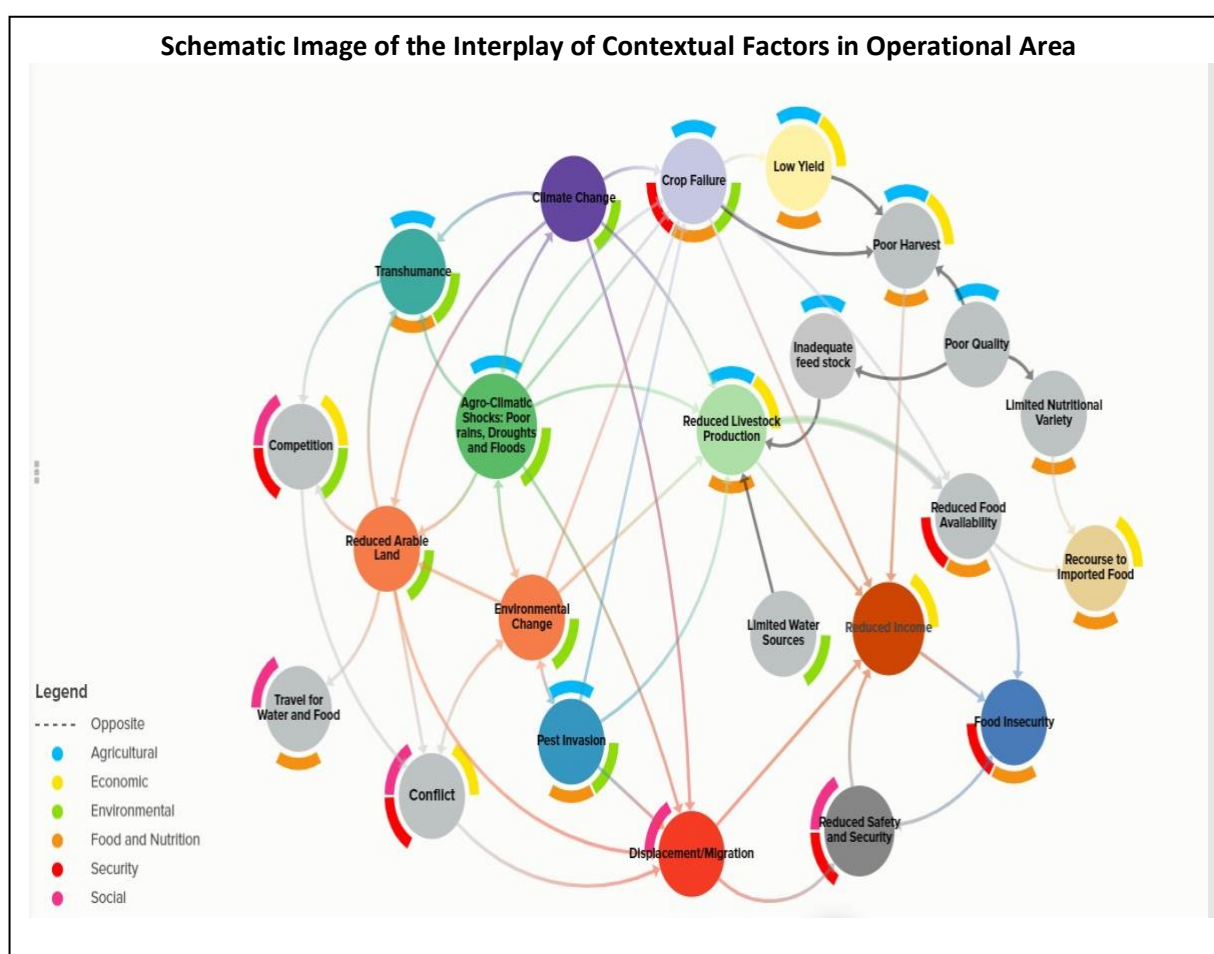 Schematic Image of the Interplay of Contextual Factors in Operational Area
Low Yield
Crop Failure
Climate Change
Poor Harvest
Transhumance
Poor Quality
Inadequate
feed stock
Agro-Climatic
Shocks: Poor
rains, Droughts
and Floods
Limited Nutritional
Variety
Reduced Livestock
Production
Competition
Reduced Food
Availability
Reduced Arable
Land
Recourse to
Imported Food
Environmental
Change
Limited Water
Sources
Reduced Income
Travel for
Water and Food
Pest Invasion
Food Insecurity
Conflict
Reduced Safety
and Security
Displacement/Migration
Legend
Opposite
Agricultural
Economic
Environmental
Food and Nutrition
Security
Social